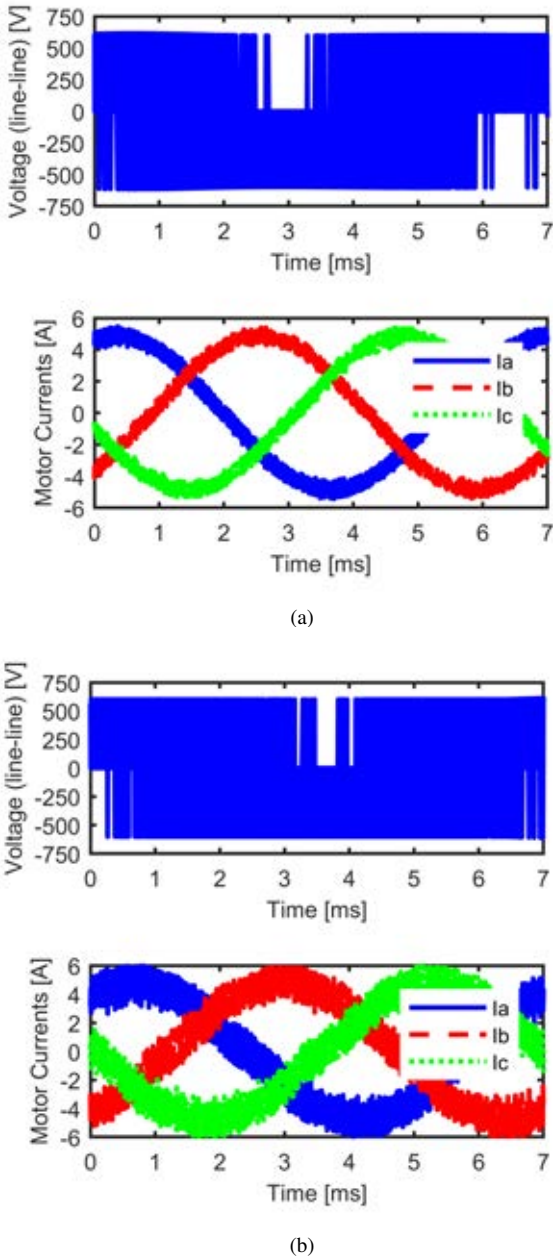 Voltage (line-line) [V]
750
500
250
0
-250
-500
-750
0 1 2 3 4 5 6 7
Time [ms]
Motor Currents [A]
6
4
2
0
-2
-4
-6
Ia
Ib
Ic
0 1 2 3 4 5 6 7
Time [ms]
(a)
Voltage (line-line) [V]
750
500
250
0
-250
-500
-750
0 1 2 3 4 5 6 7
Time [ms]
Motor Currents [A]
6
4
2
0
-2
-4
-6
Ia
Ib
Ic
0 1 2 3 4 5 6 7
Time [ms]
(b)